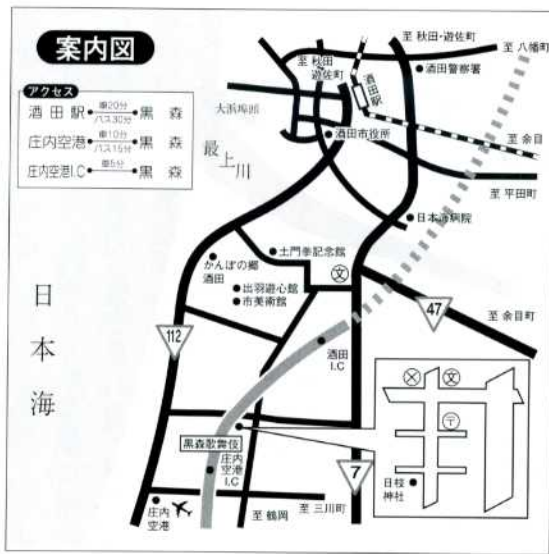 案内図
アクセス
酒田駅 車20分 バス30分 黒森
庄内空港 車10分 バス15分 黒森
庄内空港I.C 車5分 黒森
至 秋田・遊佐町
至 八幡町
至 秋田
遊佐町
酒田警察署
酒田駅
大浜埠頭
酒田市役所
至 余目
最上川
至 平田町
日本海病院
土門拳記念館
かんぽの郷
酒田
文
出羽遊心館
市美術館
日本海
112
47
至 余目町
酒田
I.C
黒森歌舞伎
庄内
空港
I.C
7
文
〒
日枝
神社
庄内
空港
至 鶴岡
至 三川町